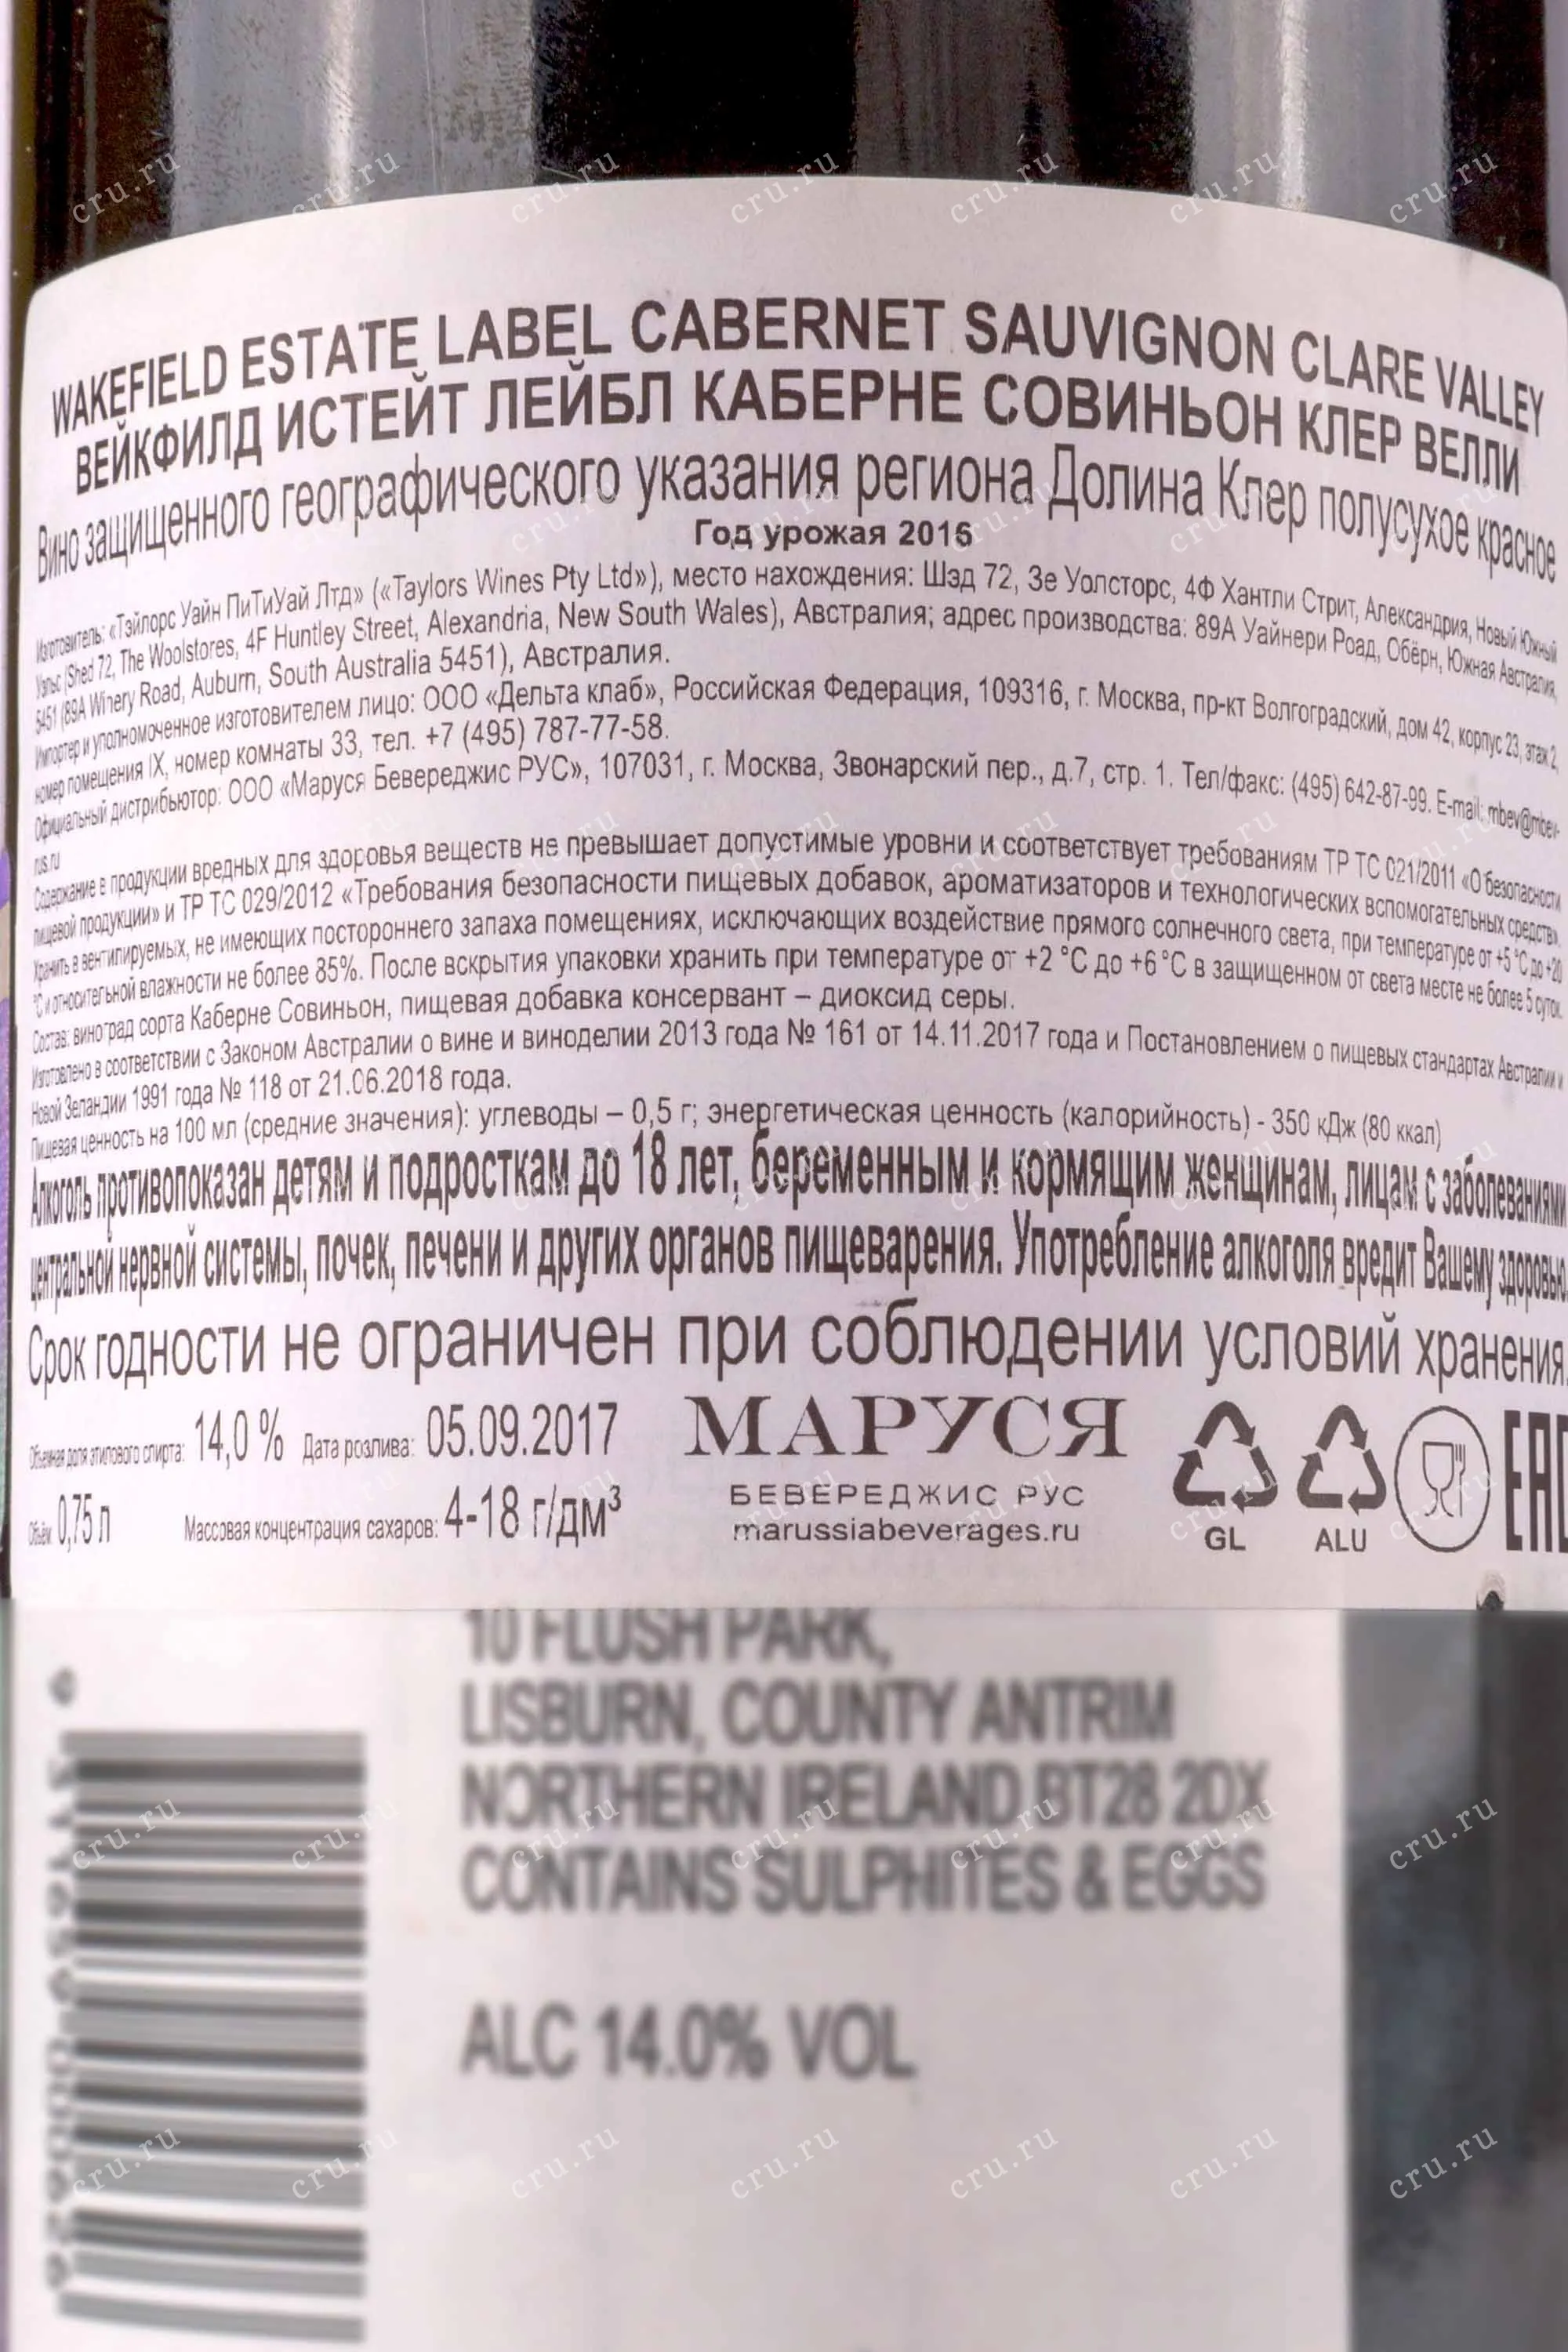 WAKEFIELD ESTATE LABEL CABERNET SAUVIGNON CLARE VALLEY
ВЕЙКФИЛД ИСТЕЙТ ЛЕЙБЛ КАБЕРНЕ СОВИНЬОН КЛЕР ВЕЛЛИ
Вино защищенного географического указания региона Долина Клер полусухое красное
Год урожая 2016
Изготовитель: «Тэйлорс Уайн ПиТиУай Лтд» («Taylors Wines Pty Ltd»), место нахождения: Шэд 72, Зе Уолсторс, 4Ф Хантли Стрит, Александрия, Новый Южный
Уэльс (Shed 72, The Woolstores, 4F Huntley Street, Alexandria, New South Wales), Австралия; адрес производства: 89А Уайнери Роад, Обёрн, Южная Австралия,
5451 (89A Winery Road, Auburn, South Australia 5451), Австралия.
Импортер и уполномоченное изготовителем лицо: ООО «Дельта клаб», Российская Федерация, 109316, г. Москва, пр-кт Волгоградский, дом 42, корпус 23, этаж 2,
номер помещения IX, номер комнаты 33, тел. +7 (495) 787-77-58.
Официальный дистрибьютор: ООО «Маруся Бевереджис РУС», 107031, г. Москва, Звонарский пер., д.7, стр. 1. Тел/факс: (495) 642-87-99. E-mail: mbev@mbev-
rus.ru
Содержание в продукции вредных для здоровья веществ не превышает допустимые уровни и соответствует требованиям ТР ТС 021/2011 «О безопасности
пищевой продукции» и ТР ТС 029/2012 «Требования безопасности пищевых добавок, ароматизаторов и технологических вспомогательных средств».
Хранить в вентилируемых, не имеющих постороннего запаха помещениях, исключающих воздействие прямого солнечного света, при температуре от +5 °С до +20
°С и относительной влажности не более 85%. После вскрытия упаковки хранить при температуре от +2 °С до +6 °С в защищенном от света месте не более 5 суток.
Состав: виноград сорта Каберне Совиньон, пищевая добавка консервант – диоксид серы.
Изготовлено в соответствии с Законом Австралии о вине и виноделии 2013 года № 161 от 14.11.2017 года и Постановлением о пищевых стандартах Австралии и
Новой Зеландии 1991 года № 118 от 21.06.2018 года.
Пищевая ценность на 100 мл (средние значения): углеводы – 0,5 г; энергетическая ценность (калорийность) - 350 кДж (80 ккал)
Алкоголь противопоказан детям и подросткам до 18 лет, беременным и кормящим женщинам, лицам с заболеваниями
центральной нервной системы, почек, печени и других органов пищеварения. Употребление алкоголя вредит Вашему здоровью.
Срок годности не ограничен при соблюдении условий хранения.
Объемная доля этилового спирта: 14,0 % Дата розлива: 05.09.2017
Объём: 0,75 л Массовая концентрация сахаров: 4-18 г/дм³
МАРУСЯ
БЕВЕРЕДЖИС РУС
marussiabeverages.ru
GL
ALU
EAC
10 FLUSH PARK,
LISBURN, COUNTY ANTRIM
NORTHERN IRELAND BT28 2DX
CONTAINS SULPHITES & EGGS
ALC 14.0% VOL
cru.ru